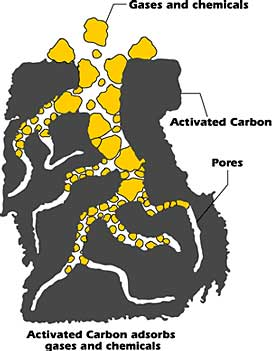 Gases and chemicals
Activated Carbon
Pores
Activated Carbon adsorbs
gases and chemicals